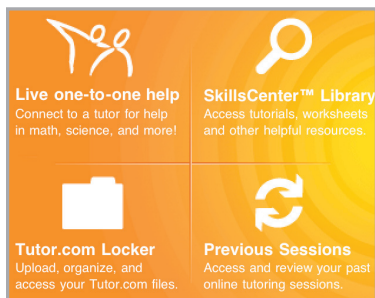 Live one-to-one help
Connect to a tutor for help
in math, science, and more!
SkillsCenter™ Library
Access tutorials, worksheets
and other helpful resources.
Tutor.com Locker
Upload, organize, and
access your Tutor.com files.
Previous Sessions
Access and review your past
online tutoring sessions.